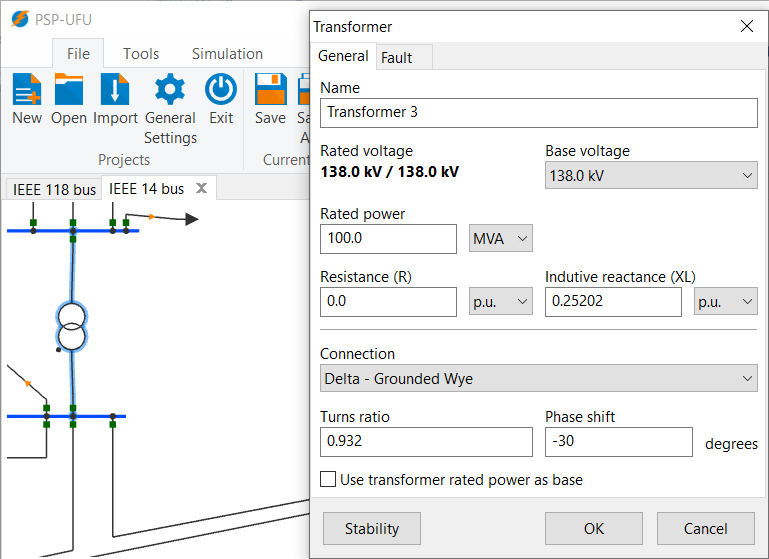 PSP-UFU
File Tools Simulation
New Open Import General Settings Exit Save
Projects Current
IEEE 118 bus IEEE 14 bus
Transformer
General Fault
Name
Transformer 3
Rated voltage Base voltage
138.0 kV / 138.0 kV 138.0 kV
Rated power
100.0 MVA
Resistance (R) Indutive reactance (XL)
0.0 p.u. 0.25202 p.u.
Connection
Delta - Grounded Wye
Turns ratio Phase shift
0.932 -30 degrees
Use transformer rated power as base
Stability OK Cancel